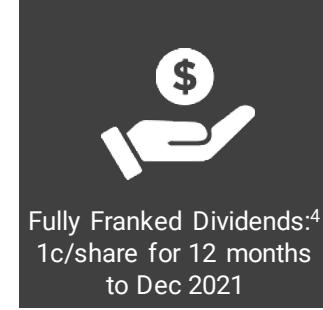 $
Fully Franked Dividends:⁴
1c/share for 12 months
to Dec 2021